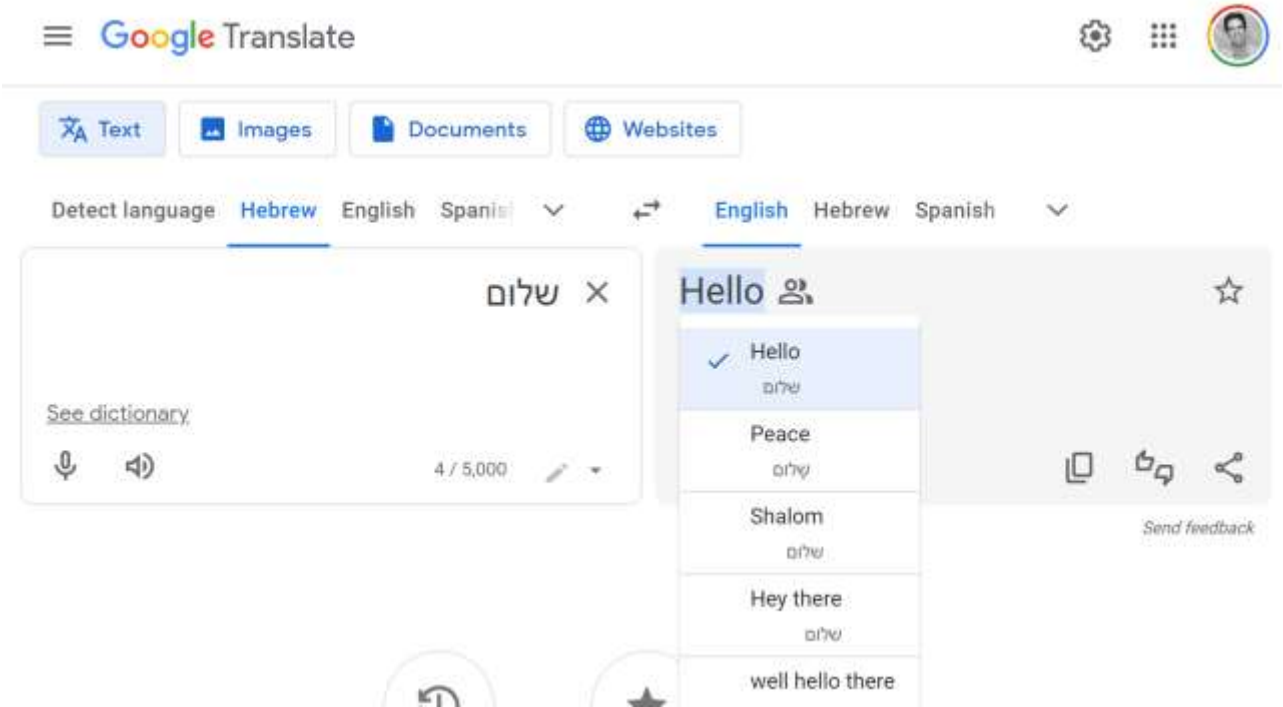 Google Translate
Text Images Documents Websites
Detect language Hebrew English Spanis English Hebrew Spanish
שלום
Hello
Hello
שלום
Peace
שלום
Shalom
שלום
Hey there
שלום
well hello there
See dictionary
4 / 5,000
Send feedback